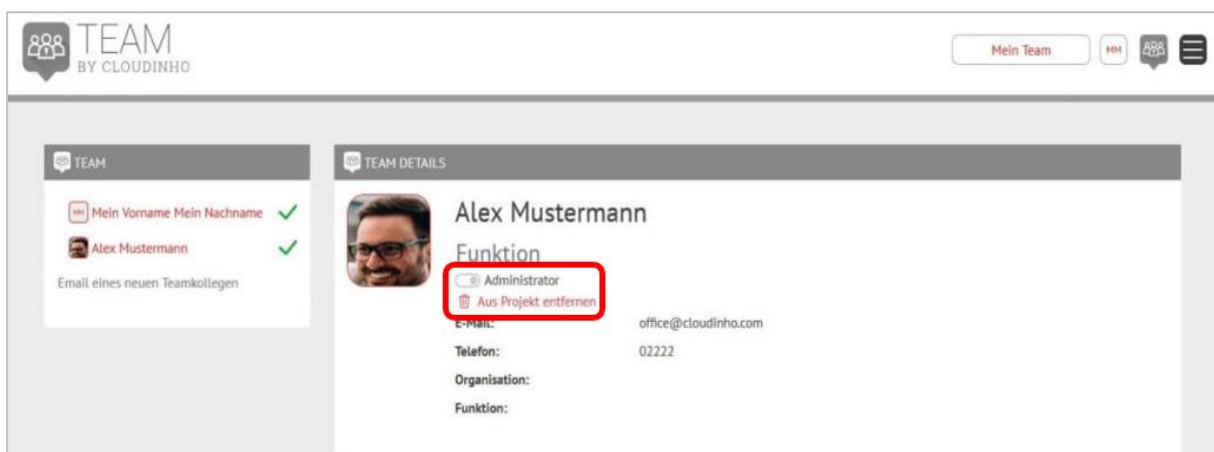 TEAM
BY CLOUDINHO
Mein Team
MM
TEAM
MM Mein Vorname Mein Nachname
Alex Mustermann
Email eines neuen Teamkollegen
TEAM DETAILS
Alex Mustermann
Funktion
Administrator
Aus Projekt entfernen
E-Mail: office@cloudinho.com
Telefon: 02222
Organisation:
Funktion: